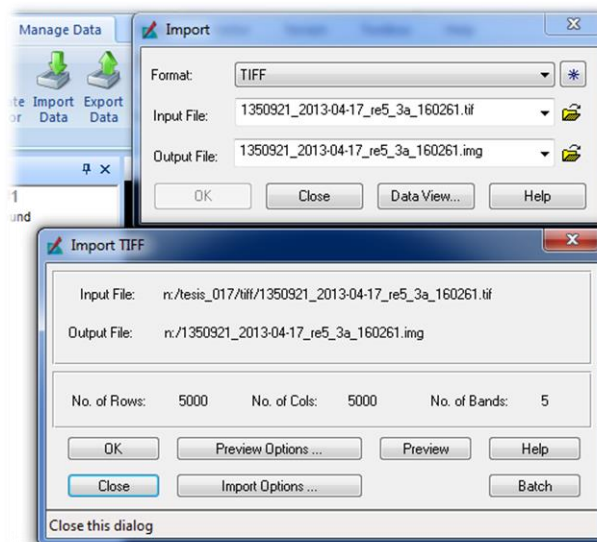 Manage Data
Import
Format:
TIFF
Import Data
Export Data
Input File:
1350921_2013-04-17_re5_3a_160261.tif
Output File:
1350921_2013-04-17_re5_3a_160261.img
OK
Close
Data View...
Help
Import TIFF
Input File:
n:/tesis_017/tiff/1350921_2013-04-17_re5_3a_160261.tif
Output File:
n:/1350921_2013-04-17_re5_3a_160261.img
No. of Rows:
5000
No. of Cols:
5000
No. of Bands:
5
OK
Preview Options ...
Preview
Help
Close
Import Options ...
Batch
Close this dialog